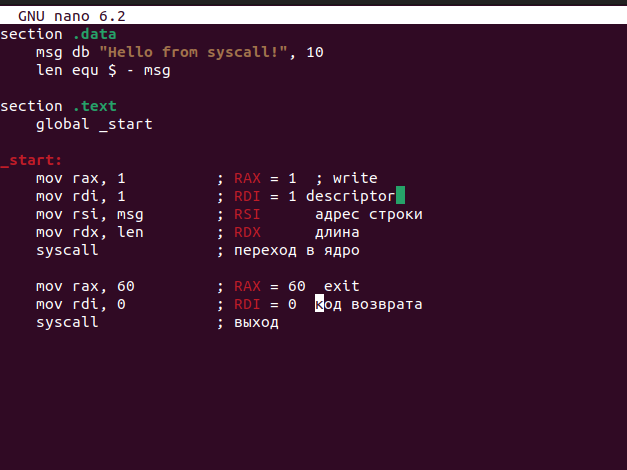 GNU nano 6.2
section .data
    msg db "Hello from syscall!", 10
    len equ $ - msg

section .text
    global _start

_start:
    mov rax, 1          ; RAX = 1  ; write
    mov rdi, 1          ; RDI = 1 descriptor
    mov rsi, msg        ; RSI      адрес строки
    mov rdx, len        ; RDX      длина
    syscall             ; переход в ядро

    mov rax, 60         ; RAX = 60  exit
    mov rdi, 0          ; RDI = 0  код возврата
    syscall             ; выход